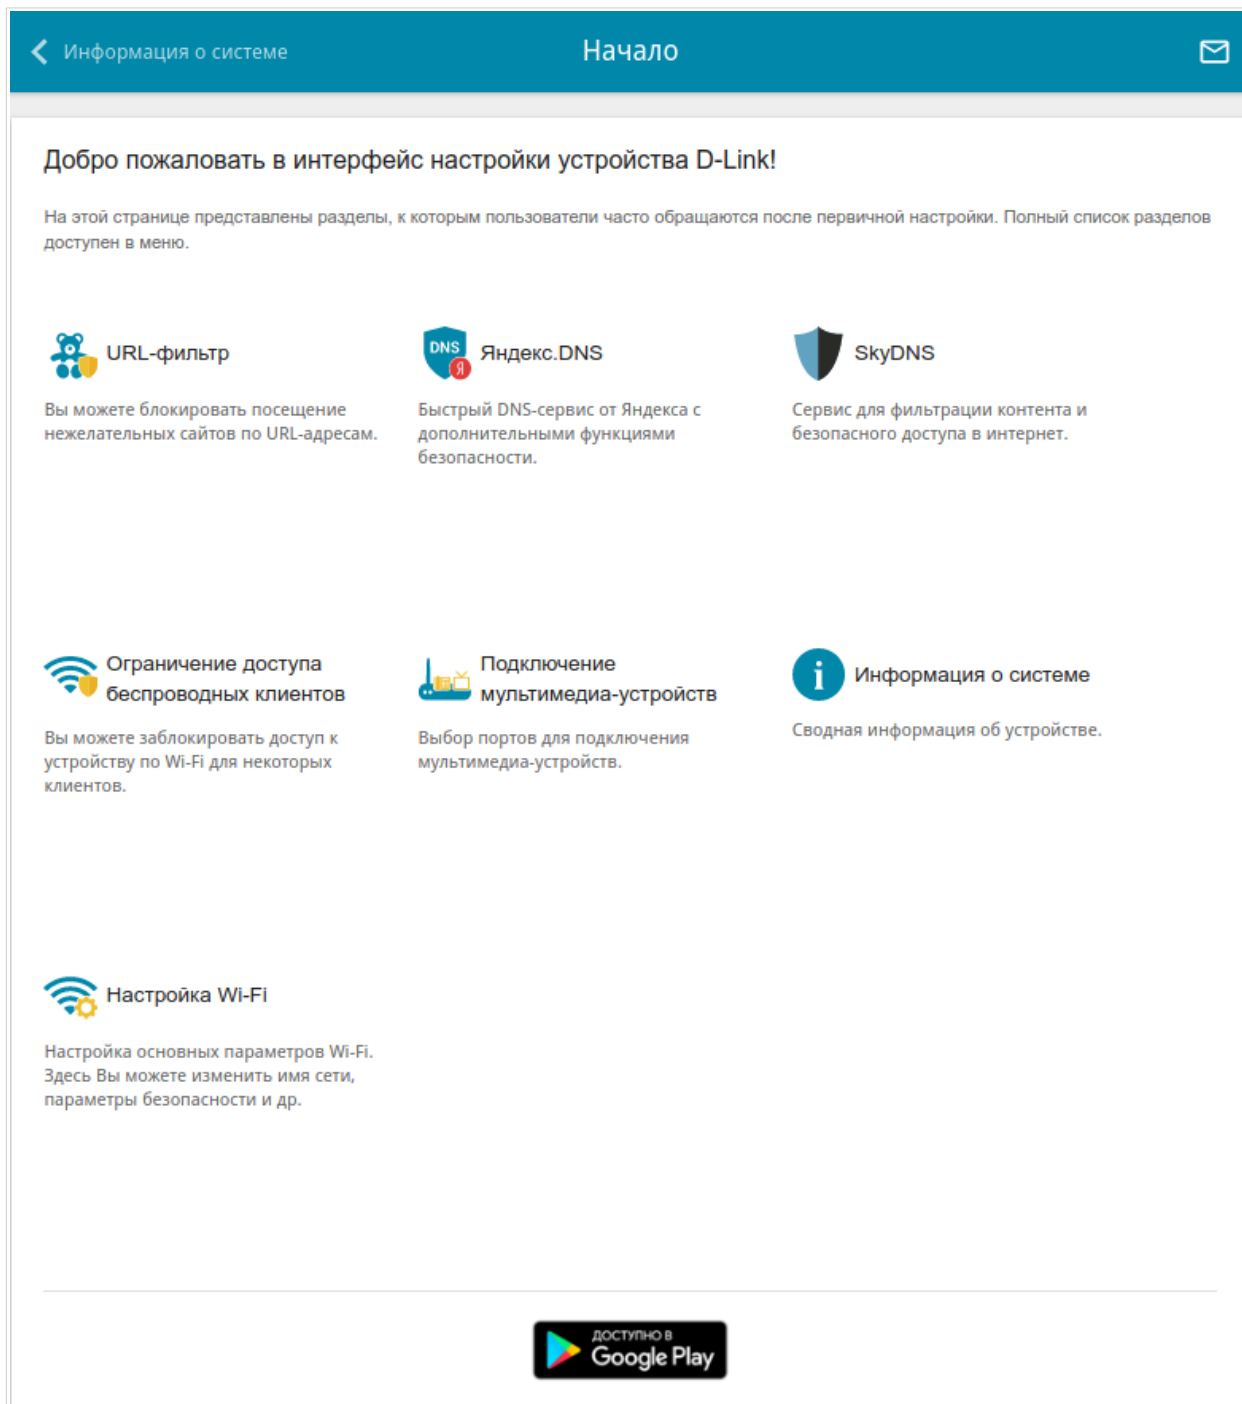 Информация о системе
Начало
Добро пожаловать в интерфейс настройки устройства D-Link!
На этой странице представлены разделы, к которым пользователи часто обращаются после первичной настройки. Полный список разделов
доступен в меню.
URL-фильтр
Вы можете блокировать посещение
нежелательных сайтов по URL-адресам.
DNS
Я
Яндекс.DNS
Быстрый DNS-сервис от Яндекса с
дополнительными функциями
безопасности.
SkyDNS
Сервис для фильтрации контента и
безопасного доступа в интернет.
Ограничение доступа
беспроводных клиентов
Вы можете заблокировать доступ к
устройству по Wi-Fi для некоторых
клиентов.
Подключение
мультимедиа-устройств
Выбор портов для подключения
мультимедиа-устройств.
i
Информация о системе
Сводная информация об устройстве.
Настройка Wi-Fi
Настройка основных параметров Wi-Fi.
Здесь Вы можете изменить имя сети,
параметры безопасности и др.
ДОСТУПНО В
Google Play